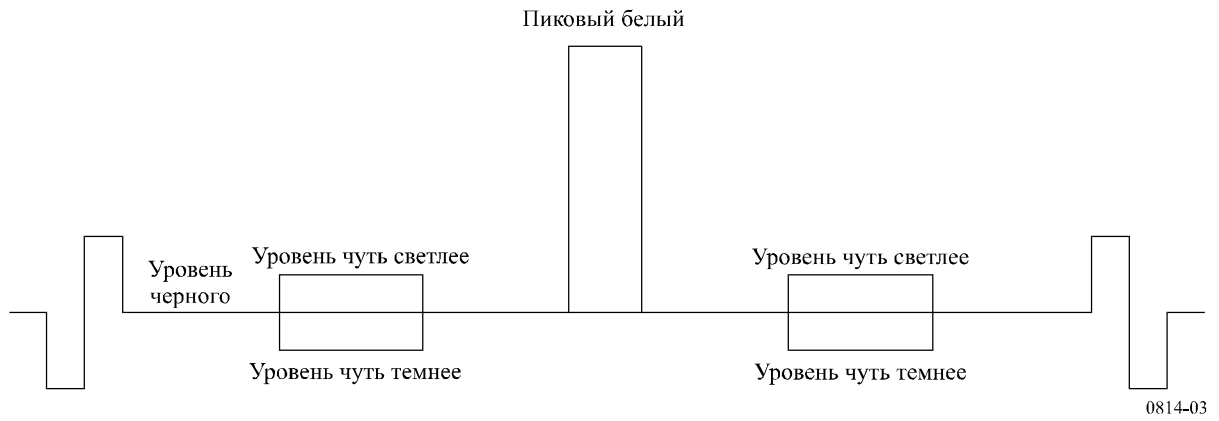 Пиковый белый
Уровень чуть светлее
Уровень чуть светлее
Уровень
черного
Уровень чуть темнее
Уровень чуть темнее
0814-03